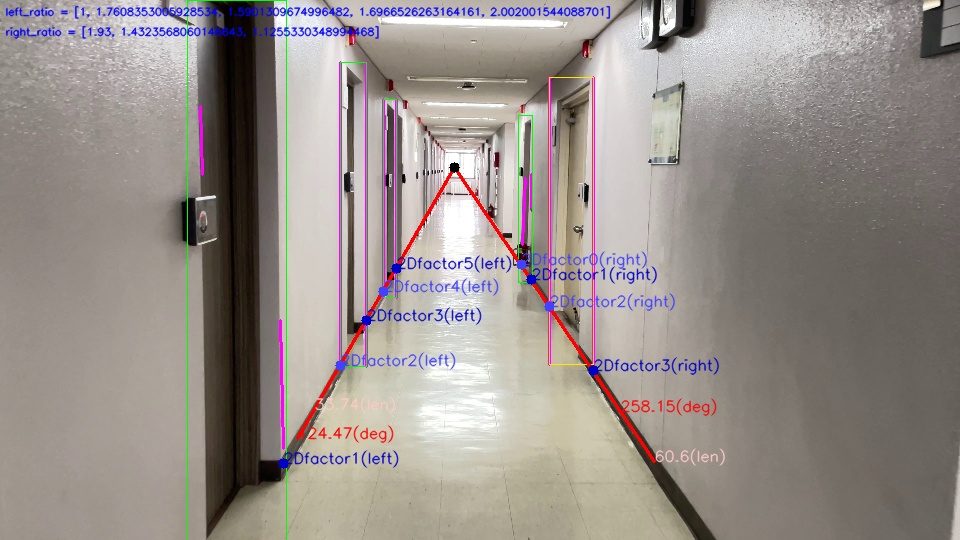 left_ratio = [1, 1.7608353005928534, 1.5901309674996482, 1.6966526263164161, 2.002001544088701]
right_ratio = [1.93, 1.4323568060146643, 1.1255330348994468]
2Dfactor5(left)
2Dfactor0(right)
2Dfactor1(right)
2Dfactor4(left)
2Dfactor2(right)
2Dfactor3(left)
2Dfactor2(left)
2Dfactor3(right)
(len)
258.15(deg)
24.47(deg)
2Dfactor1(left)
60.6(len)